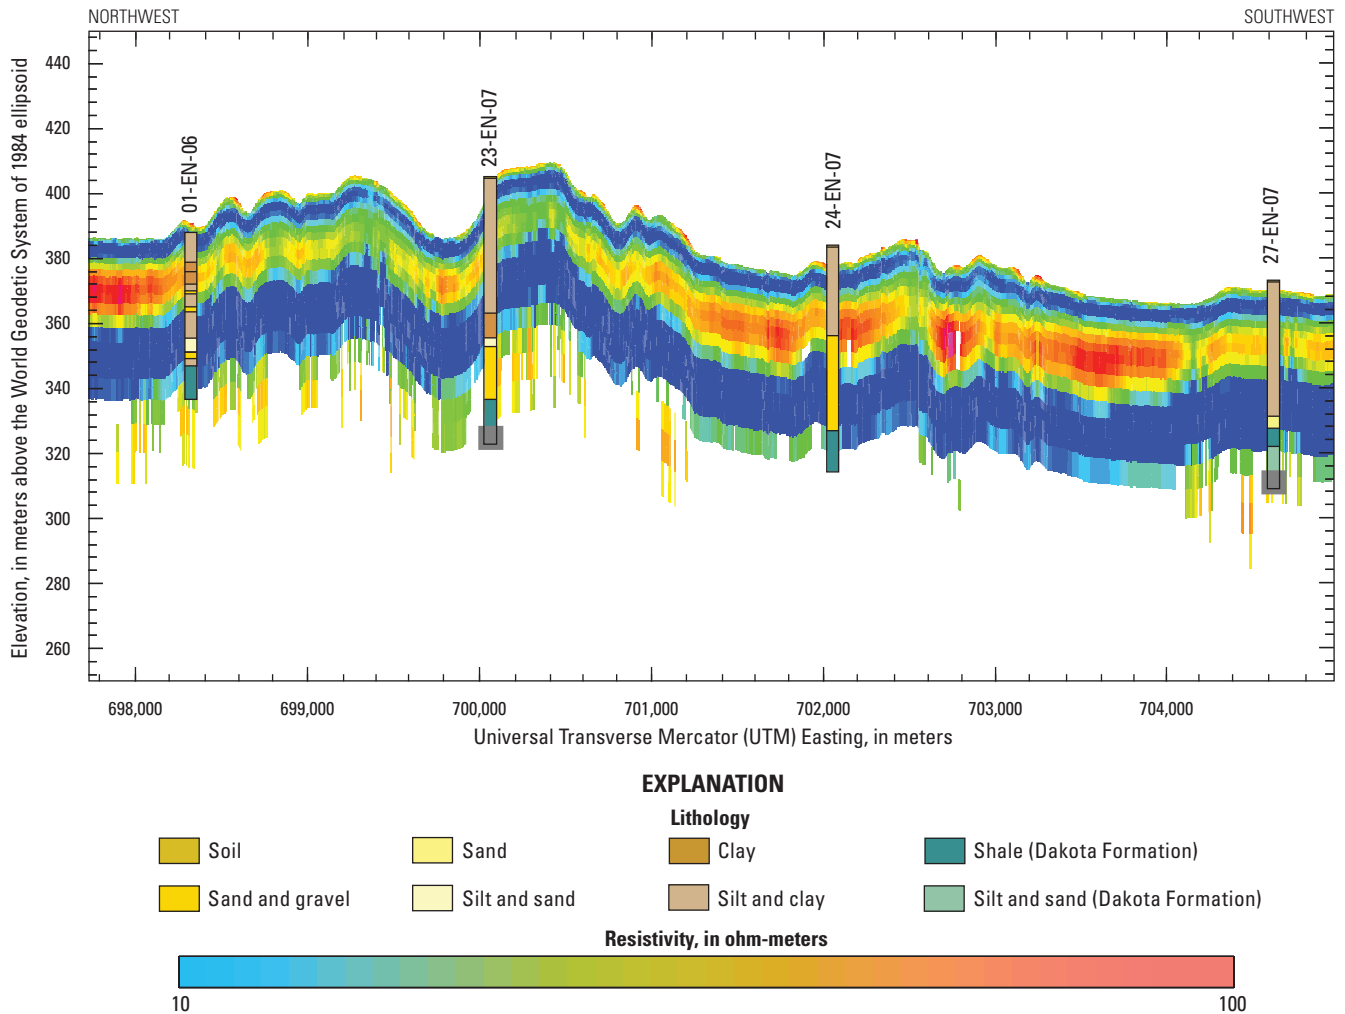 NORTHWEST
SOUTHWEST
Elevation, in meters above the World Geodetic System of 1984 ellipsoid
440
420
400
380
360
340
320
300
280
260
01-EN-06
23-EN-07
24-EN-07
27-EN-07
698,000
699,000
700,000
701,000
702,000
703,000
704,000
Universal Transverse Mercator (UTM) Easting, in meters
EXPLANATION
Lithology
Soil
Sand
Clay
Shale (Dakota Formation)
Sand and gravel
Silt and sand
Silt and clay
Silt and sand (Dakota Formation)
Resistivity, in ohm-meters
10
100